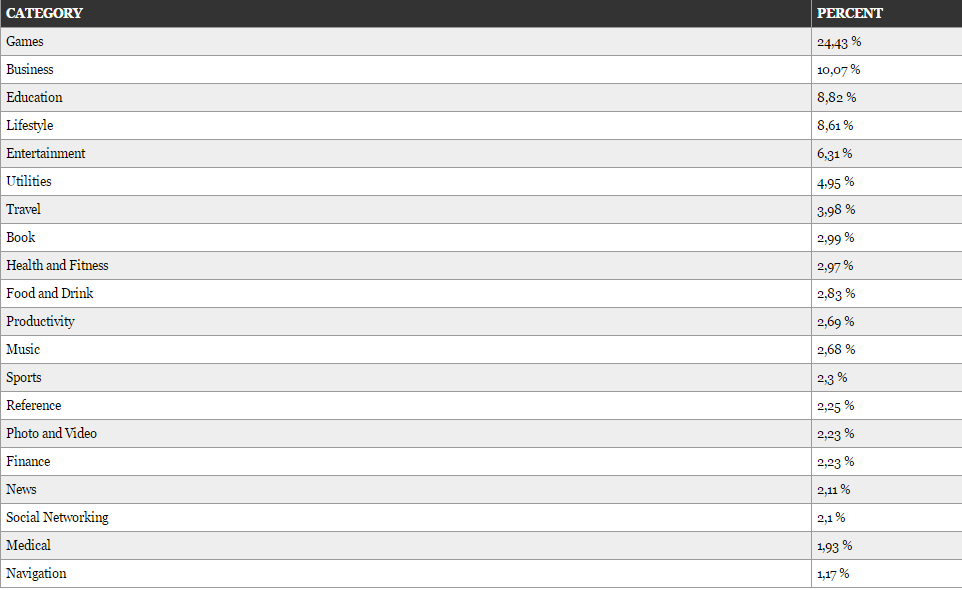 CATEGORY PERCENT
Games 24,43 %
Business 10,07 %
Education 8,82 %
Lifestyle 8,61 %
Entertainment 6,31 %
Utilities 4,95 %
Travel 3,98 %
Book 2,99 %
Health and Fitness 2,97 %
Food and Drink 2,83 %
Productivity 2,69 %
Music 2,68 %
Sports 2,3 %
Reference 2,25 %
Photo and Video 2,23 %
Finance 2,23 %
News 2,11 %
Social Networking 2,1 %
Medical 1,93 %
Navigation 1,17 %